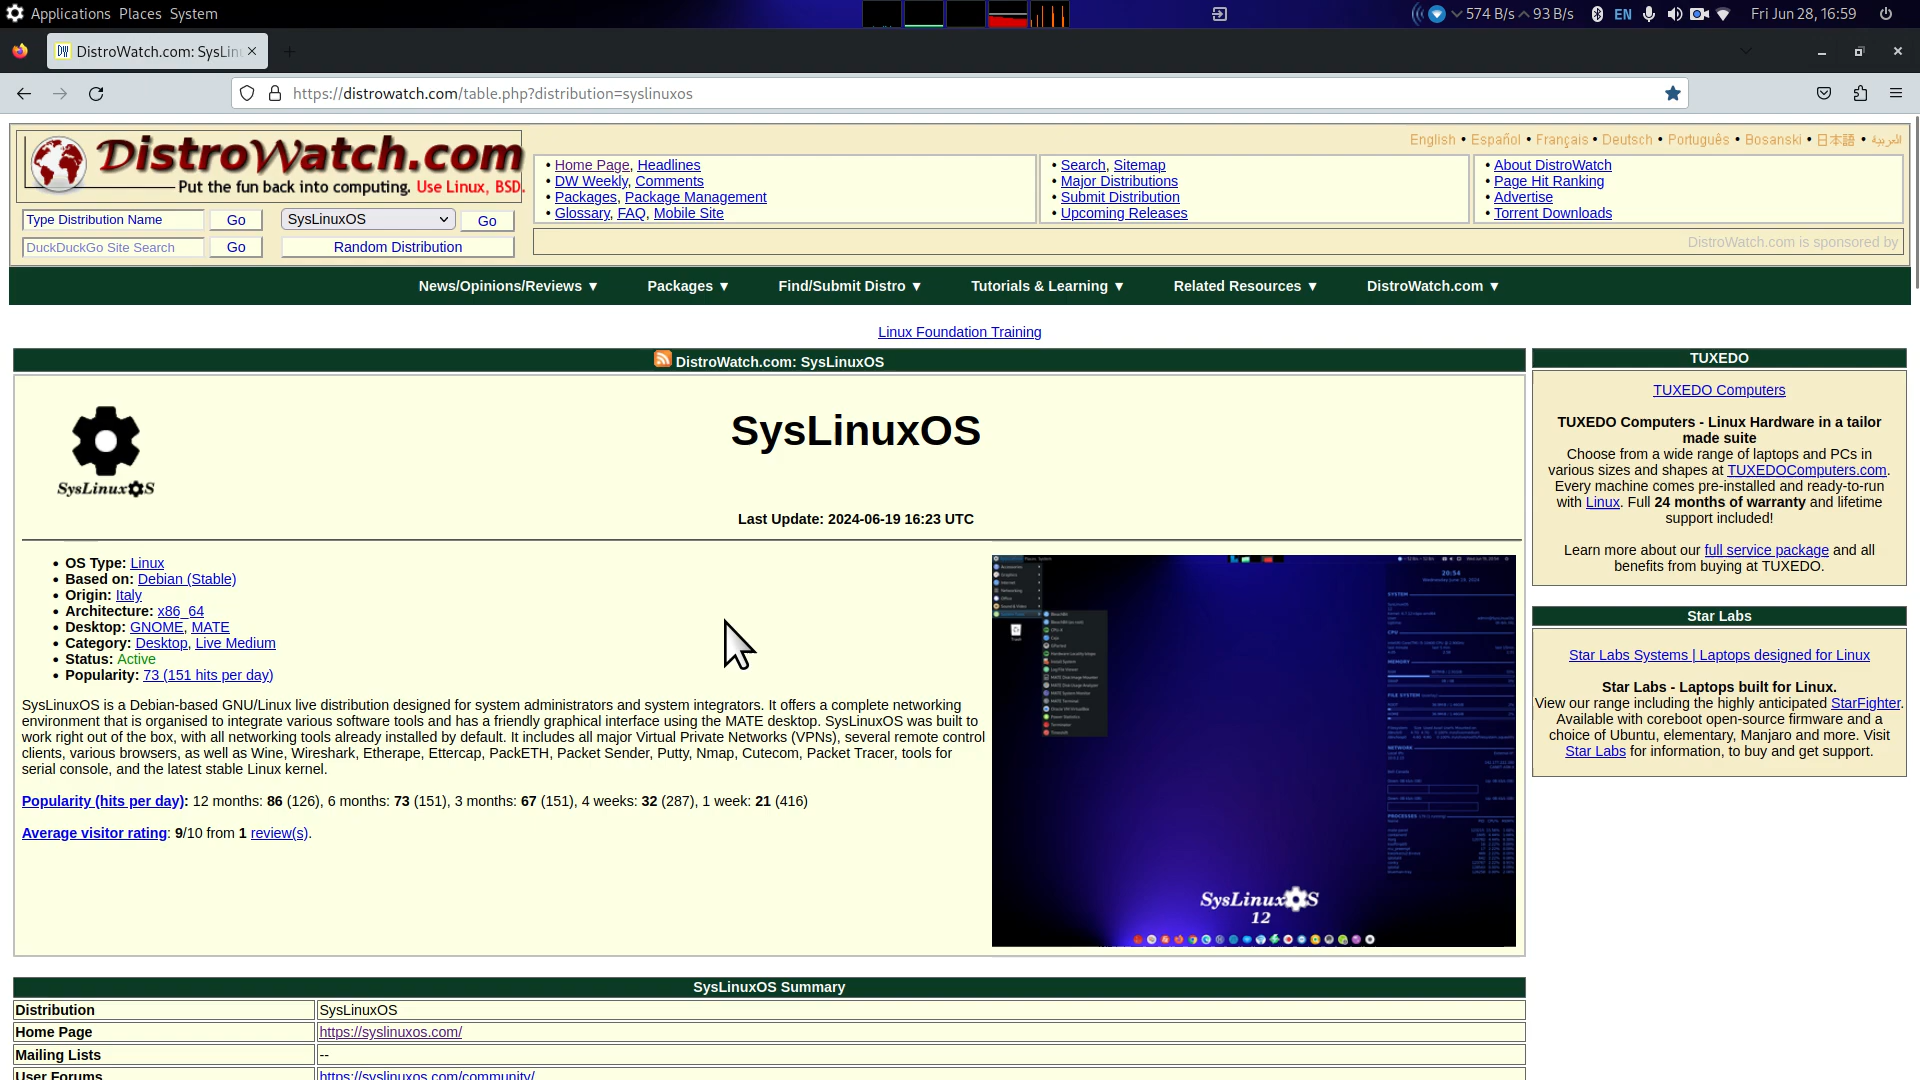 Applications Places System
574 B/s 93 B/s EN Fri Jun 28, 16:59
DistroWatch.com: SysLin
https://distrowatch.com/table.php?distribution=syslinuxos
DistroWatch.com
Put the fun back into computing. Use Linux, BSD.
English • Español • Français • Deutsch • Português • Bosanski • 日本語 • العربية
• Home Page, Headlines
• DW Weekly, Comments
• Packages, Package Management
• Glossary, FAQ, Mobile Site
• Search, Sitemap
• Major Distributions
• Submit Distribution
• Upcoming Releases
• About DistroWatch
• Page Hit Ranking
• Advertise
• Torrent Downloads
Type Distribution Name Go SysLinuxOS Go
DuckDuckGo Site Search Go Random Distribution
DistroWatch.com is sponsored by
News/Opinions/Reviews ▼ Packages ▼ Find/Submit Distro ▼ Tutorials & Learning ▼ Related Resources ▼ DistroWatch.com ▼
Linux Foundation Training
DistroWatch.com: SysLinuxOS
SysLinuxOS
SysLinuxOS
Last Update: 2024-06-19 16:23 UTC
• OS Type: Linux
• Based on: Debian (Stable)
• Origin: Italy
• Architecture: x86_64
• Desktop: GNOME, MATE
• Category: Desktop, Live Medium
• Status: Active
• Popularity: 73 (151 hits per day)
SysLinuxOS is a Debian-based GNU/Linux live distribution designed for system administrators and system integrators. It offers a complete networking
environment that is organised to integrate various software tools and has a friendly graphical interface using the MATE desktop. SysLinuxOS was built to
work right out of the box, with all networking tools already installed by default. It includes all major Virtual Private Networks (VPNs), several remote control
clients, various browsers, as well as Wine, Wireshark, Etherape, Ettercap, PackETH, Packet Sender, Putty, Nmap, Cutecom, Packet Tracer, tools for
serial console, and the latest stable Linux kernel.
Popularity (hits per day): 12 months: 86 (126), 6 months: 73 (151), 3 months: 67 (151), 4 weeks: 32 (287), 1 week: 21 (416)
Average visitor rating: 9/10 from 1 review(s).
20:54
SYSTEM
CPU
MEMORY
FILE SYSTEM
NETWORK
PROCESSES
SysLinuxOS
12
TUXEDO
TUXEDO Computers
TUXEDO Computers - Linux Hardware in a tailor
made suite
Choose from a wide range of laptops and PCs in
various sizes and shapes at TUXEDOComputers.com.
Every machine comes pre-installed and ready-to-run
with Linux. Full 24 months of warranty and lifetime
support included!
Learn more about our full service package and all
benefits from buying at TUXEDO.
Star Labs
Star Labs Systems | Laptops designed for Linux
Star Labs - Laptops built for Linux.
View our range including the highly anticipated StarFighter.
Available with coreboot open-source firmware and a
choice of Ubuntu, elementary, Manjaro and more. Visit
Star Labs for information, to buy and get support.
SysLinuxOS Summary
Distribution SysLinuxOS
Home Page https://syslinuxos.com/
Mailing Lists --
User Forums https://syslinuxos.com/community/